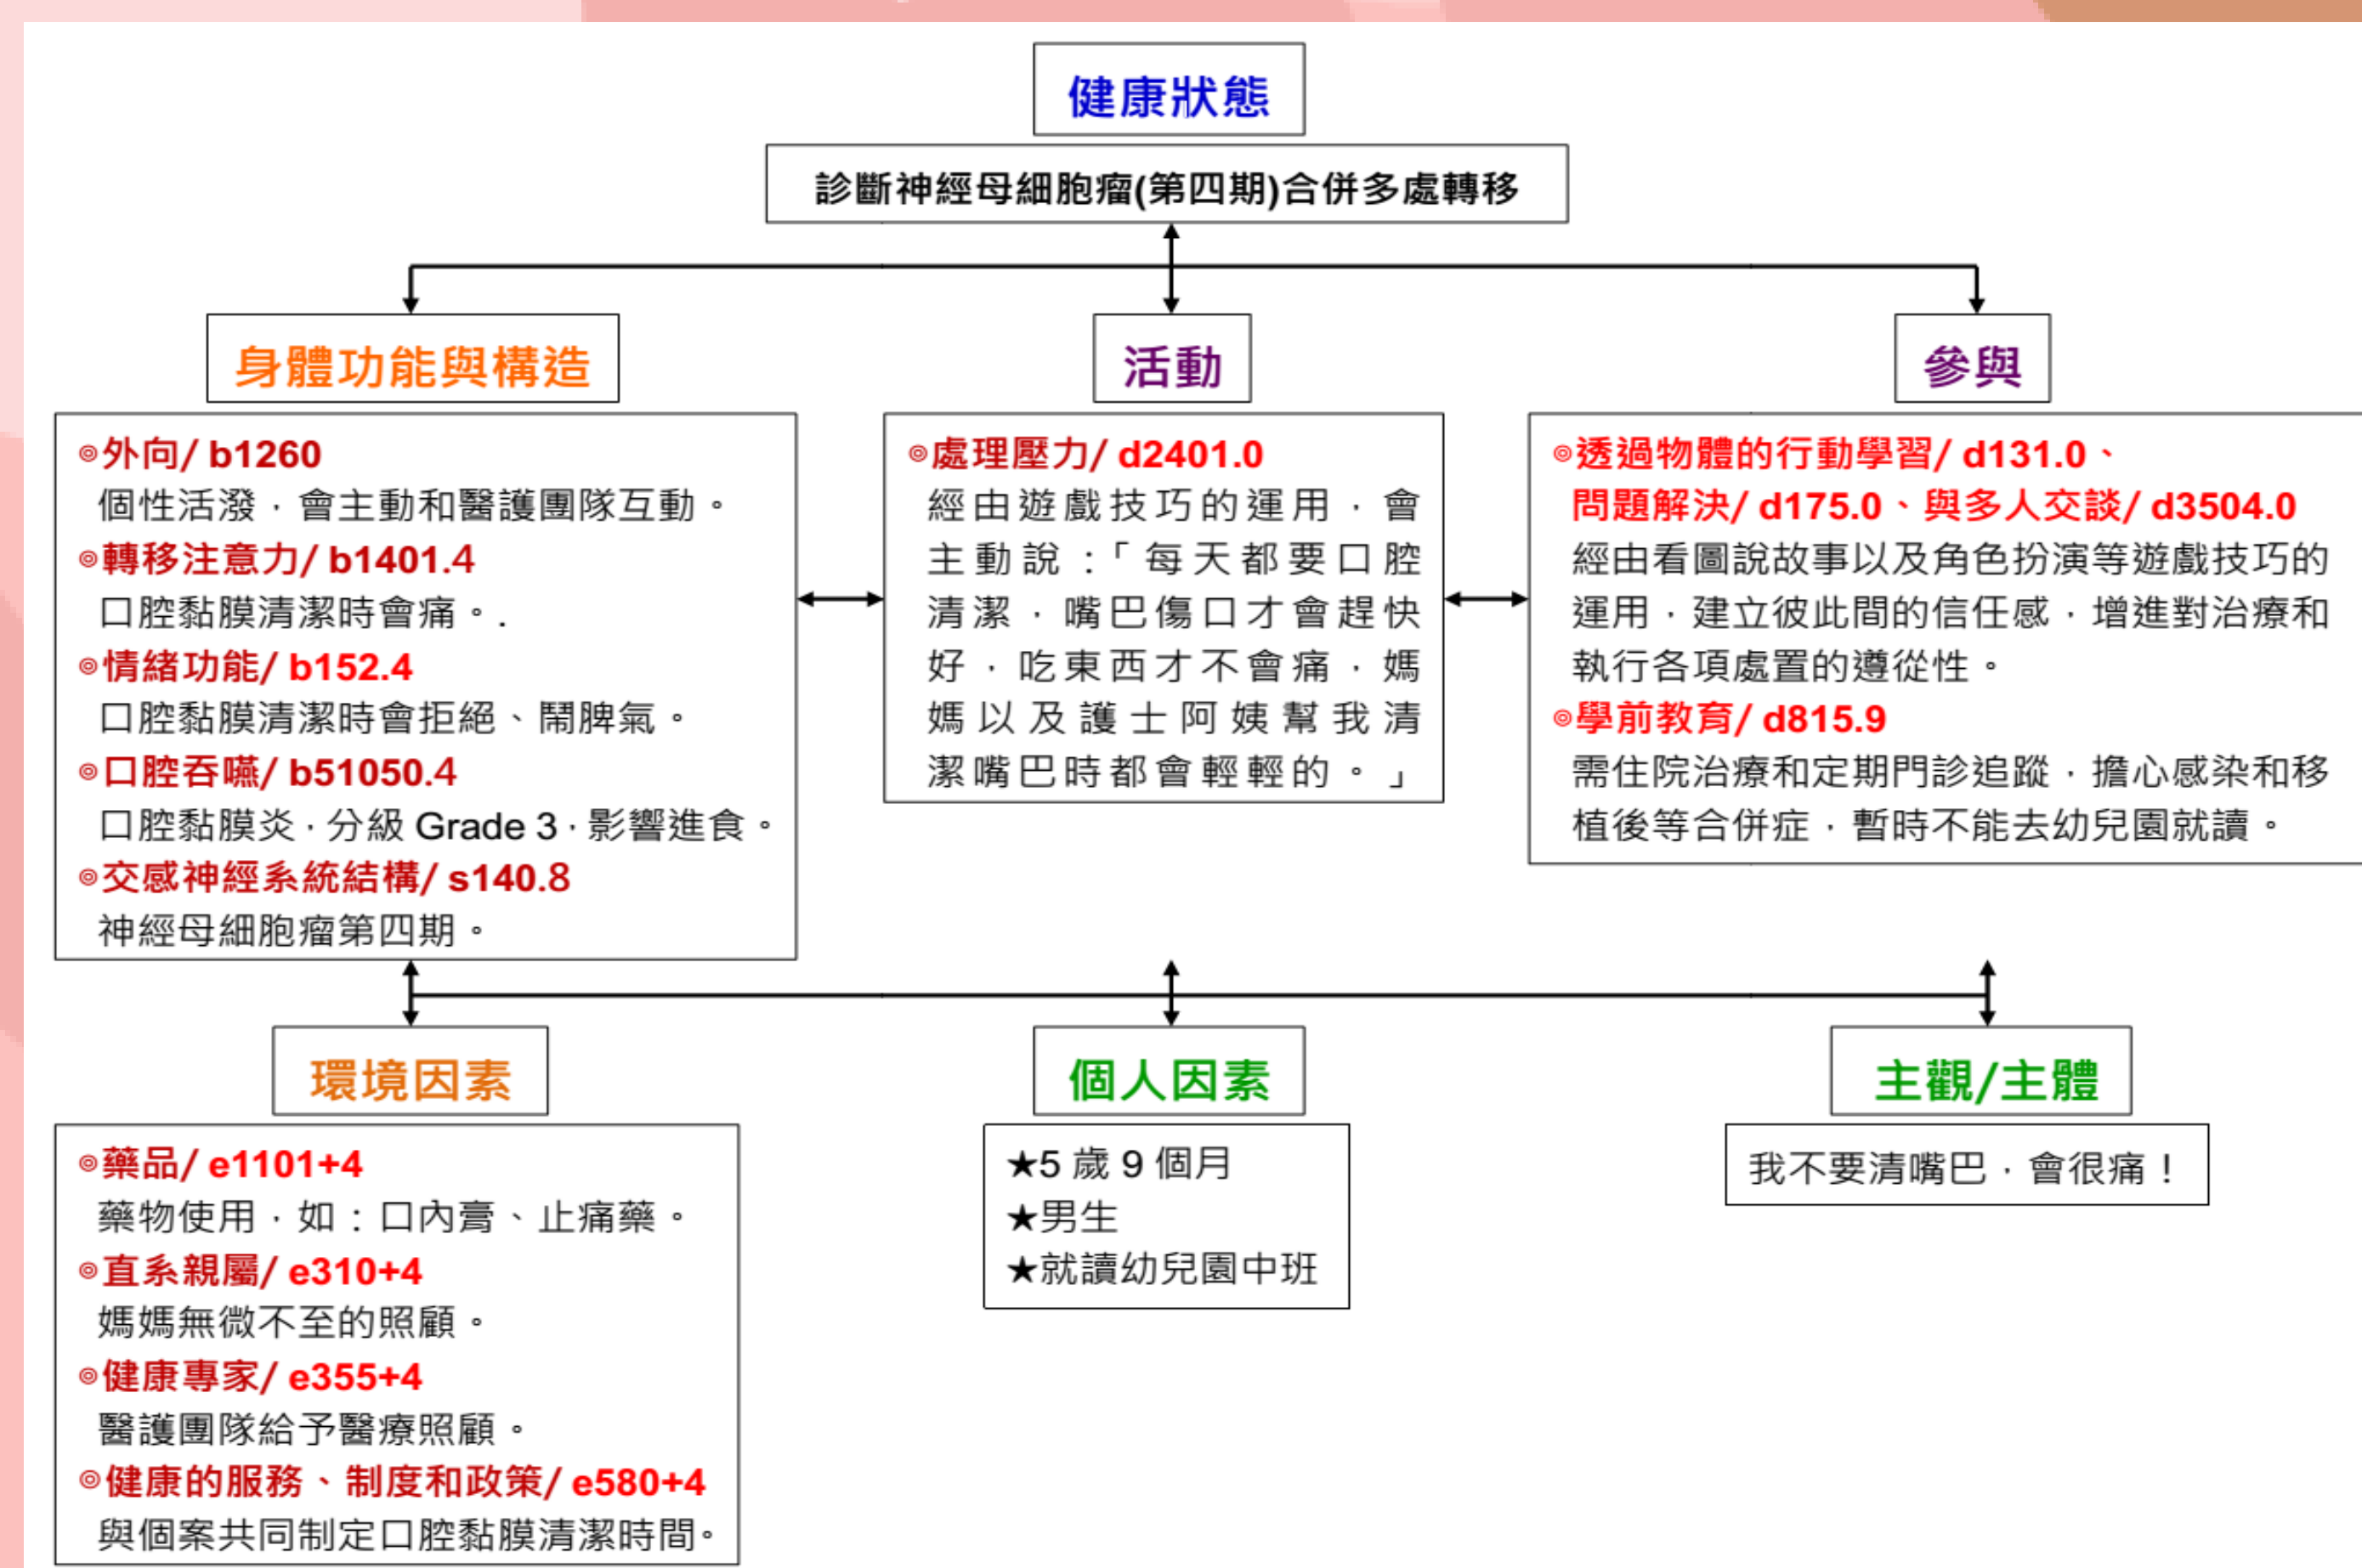 健康狀態
診斷神經母細胞瘤(第四期)合併多處轉移
身體功能與構造
◎外向/ b1260
個性活潑，會主動和醫護團隊互動。
◎轉移注意力/ b1401.4
口腔黏膜清潔時會痛。.
◎情緒功能/ b152.4
口腔黏膜清潔時會拒絕、鬧脾氣。
◎口腔吞嚥/ b51050.4
口腔黏膜炎，分級 Grade 3，影響進食。
◎交感神經系統結構/ s140.8
神經母細胞瘤第四期。
活動
◎處理壓力/ d2401.0
經由遊戲技巧的運用，會
主動說：「每天都要口腔
清潔，嘴巴傷口才會趕快
好，吃東西才不會痛，媽
媽以及護士阿姨幫我清
潔嘴巴時都會輕輕的。」
參與
◎透過物體的行動學習/ d131.0、
問題解決/ d175.0、與多人交談/ d3504.0
經由看圖說故事以及角色扮演等遊戲技巧的
運用，建立彼此間的信任感，增進對治療和
執行各項處置的遵從性。
◎學前教育/ d815.9
需住院治療和定期門診追蹤，擔心感染和移
植後等合併症，暫時不能去幼兒園就讀。
環境因素
◎藥品/ e1101+4
藥物使用，如：口內膏、止痛藥。
◎直系親屬/ e310+4
媽媽無微不至的照顧。
◎健康專家/ e355+4
醫護團隊給予醫療照顧。
◎健康的服務、制度和政策/ e580+4
與個案共同制定口腔黏膜清潔時間。
個人因素
★5 歲 9 個月
★男生
★就讀幼兒園中班
主觀/主體
我不要清嘴巴，會很痛！